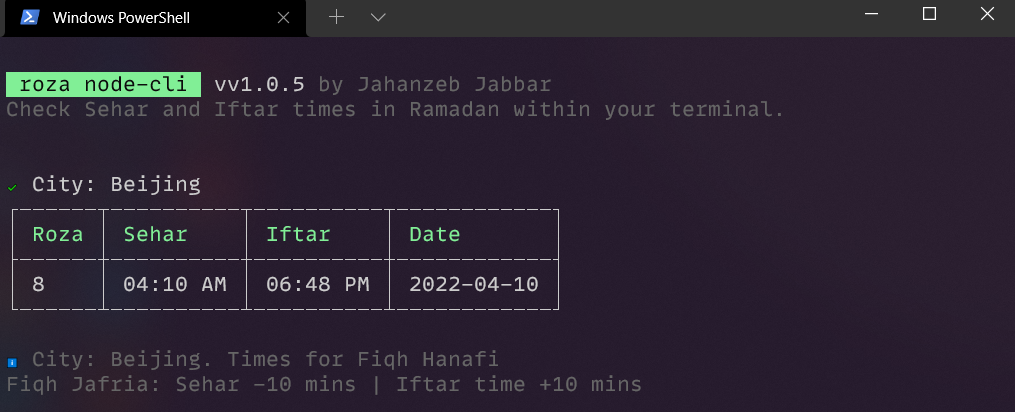 Windows PowerShell
roza node-cli vv1.0.5 by Jahanzeb Jabbar
Check Sehar and Iftar times in Ramadan within your terminal.
✓ City: Beijing
Roza Sehar Iftar Date
8 04:10 AM 06:48 PM 2022-04-10
i City: Beijing. Times for Fiqh Hanafi
Fiqh Jafria: Sehar -10 mins | Iftar time +10 mins